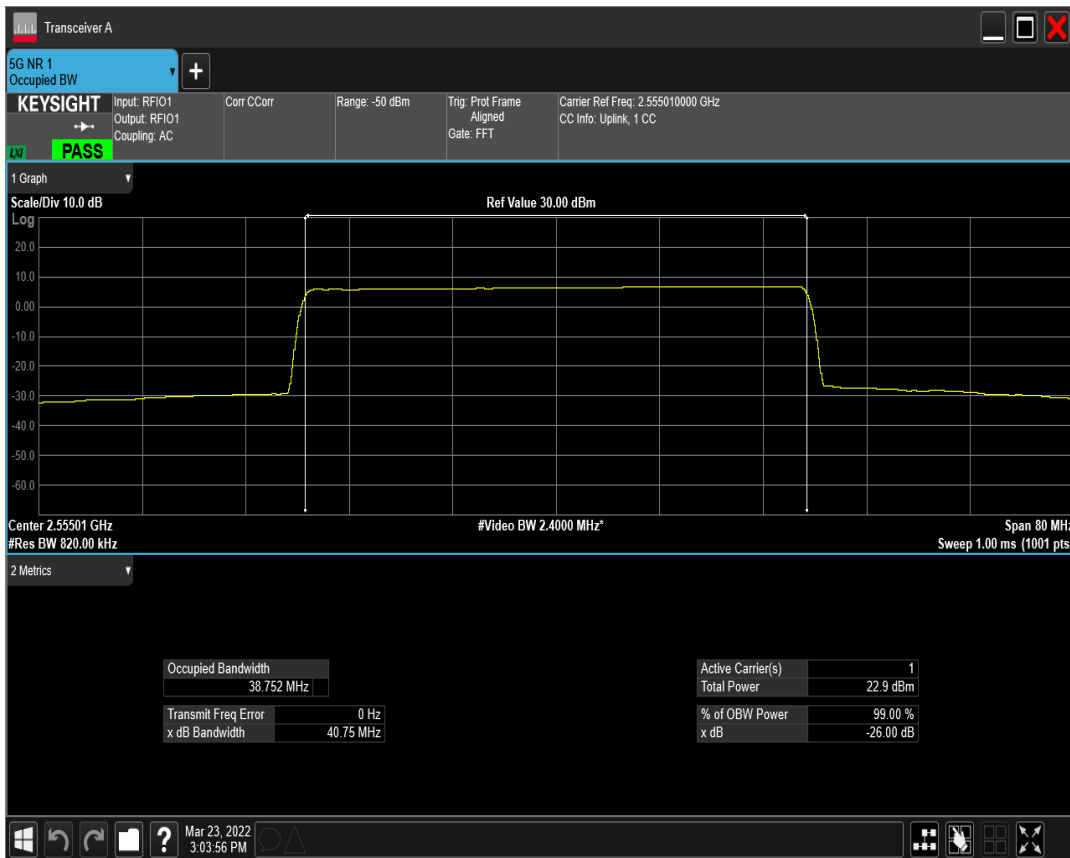 Transceiver A
5G NR 1
Occupied BW
KEYSIGHT
LXI
PASS
Input: RFIO1
Output: RFIO1
Coupling: AC
Corr CCorr
Range: -50 dBm
Trig: Prot Frame
Aligned
Gate: FFT
Carrier Ref Freq: 2.555010000 GHz
CC Info: Uplink, 1 CC
1 Graph
Scale/Div 10.0 dB
Ref Value 30.00 dBm
Log
20.0
10.0
0.00
-10.0
-20.0
-30.0
-40.0
-50.0
-60.0
Center 2.55501 GHz
#Video BW 2.4000 MHz*
Span 80 MHz
#Res BW 820.00 kHz
Sweep 1.00 ms (1001 pts
2 Metrics
Occupied Bandwidth
38.752 MHz
Transmit Freq Error 0 Hz
x dB Bandwidth 40.75 MHz
Active Carrier(s) 1
Total Power 22.9 dBm
% of OBW Power 99.00 %
x dB -26.00 dB
?
Mar 23, 2022
3:03:56 PM